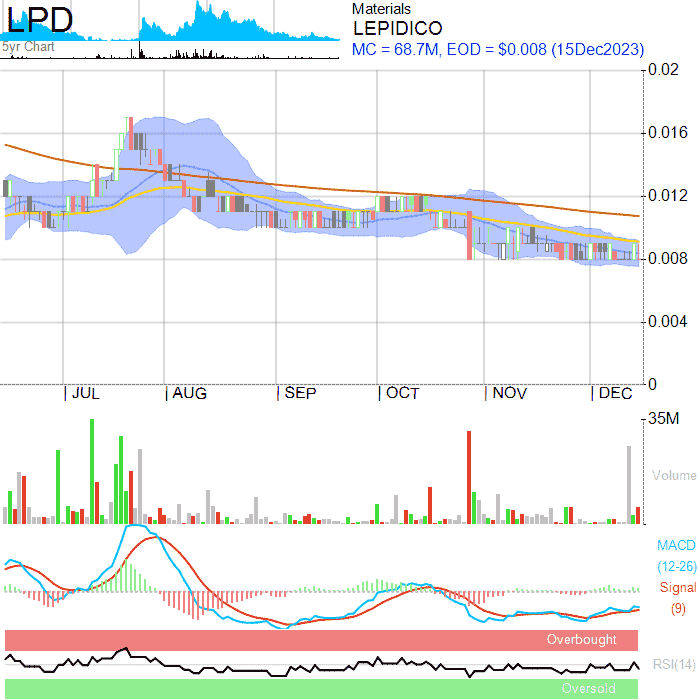 LPD
5yr Chart
Materials
LEPIDICO
MC = 68.7M, EOD = $0.008 (15Dec2023)
0.02
0.016
0.012
0.008
0.004
0
JUL AUG SEP OCT NOV DEC
35M
Volume
MACD
(12-26)
Signal
(9)
Overbought
RSI(14)
Oversold